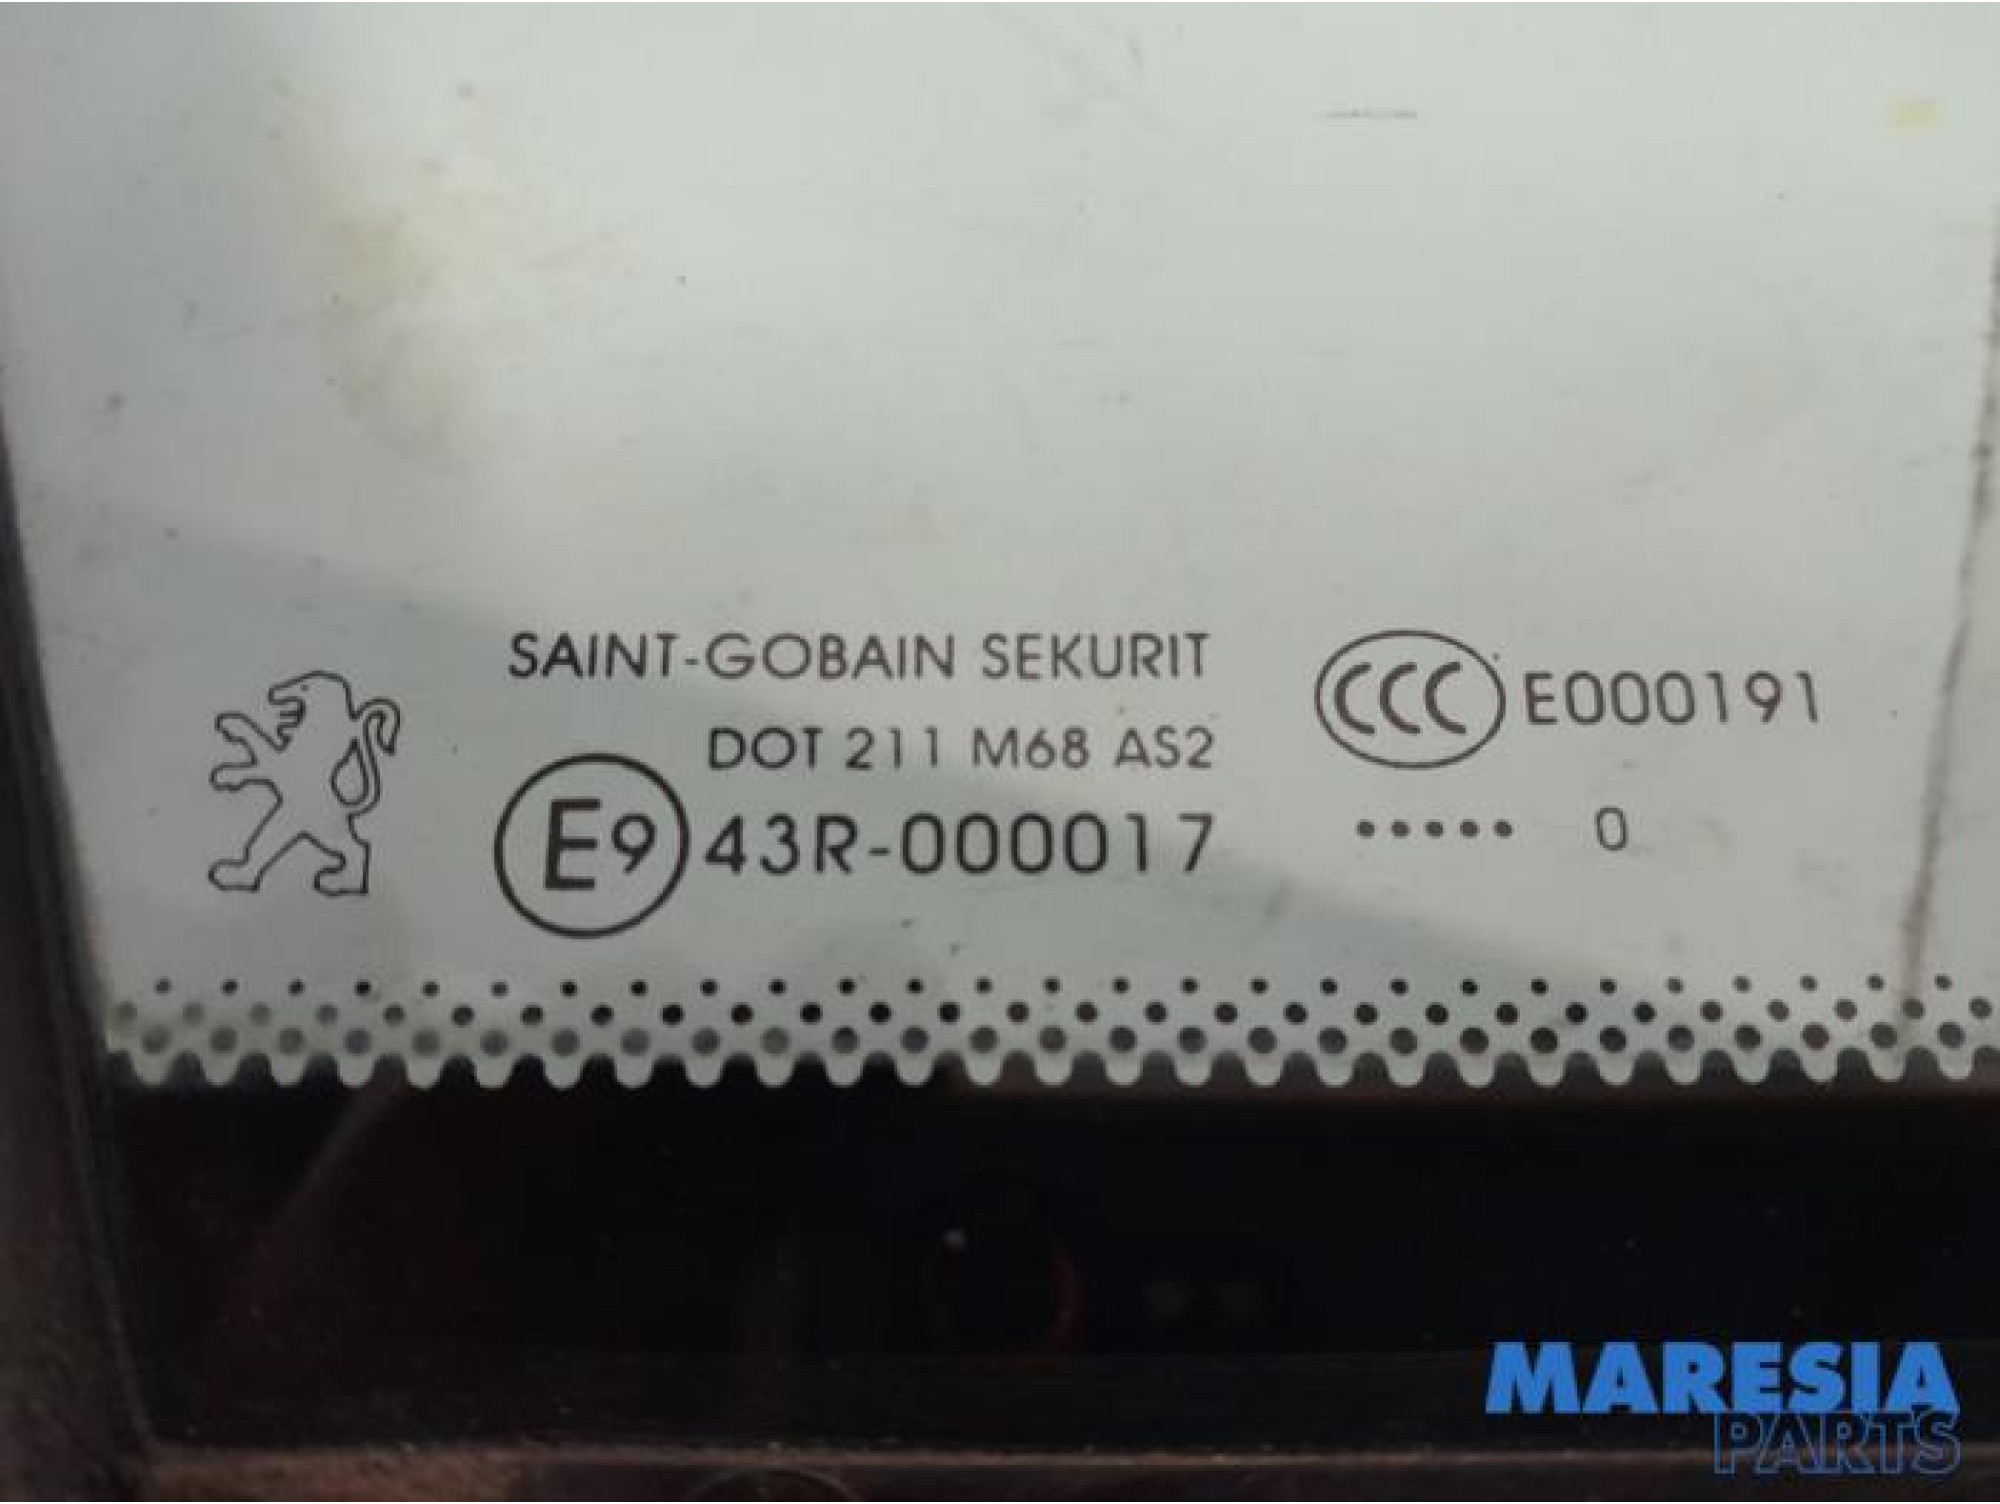 SAINT-GOBAIN SEKURIT
DOT 211 M68 AS2
E9 43R-000017
CCC E000191
..... 0
MARESIA
PARTS